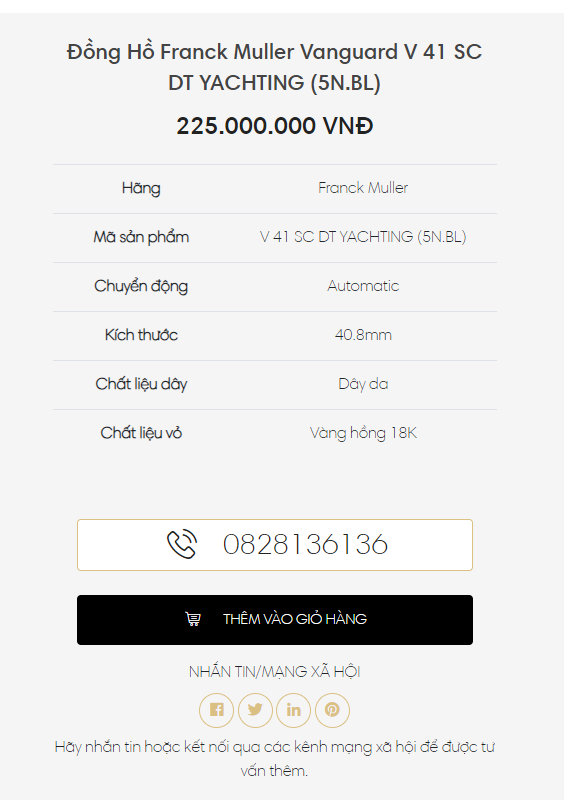 Đồng Hồ Franck Muller Vanguard V 41 SC
DT YACHTING (5N.BL)
225.000.000 VNĐ
Hãng Franck Muller
Mã sản phẩm V 41 SC DT YACHTING (5N.BL)
Chuyển động Automatic
Kích thước 40.8mm
Chất liệu dây Dây da
Chất liệu vỏ Vàng hồng 18K
0828136136
THÊM VÀO GIỎ HÀNG
NHẮN TIN/MẠNG XÃ HỘI
Hãy nhắn tin hoặc kết nối qua các kênh mạng xã hội để được tư
vấn thêm.